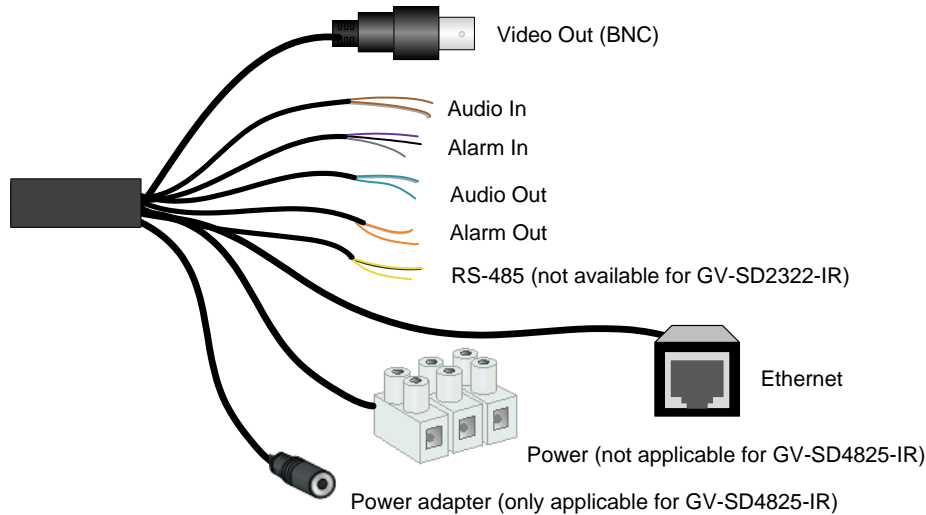 Video Out (BNC)
Audio In
Alarm In
Audio Out
Alarm Out
RS-485 (not available for GV-SD2322-IR)
Ethernet
Power (not applicable for GV-SD4825-IR)
Power adapter (only applicable for GV-SD4825-IR)